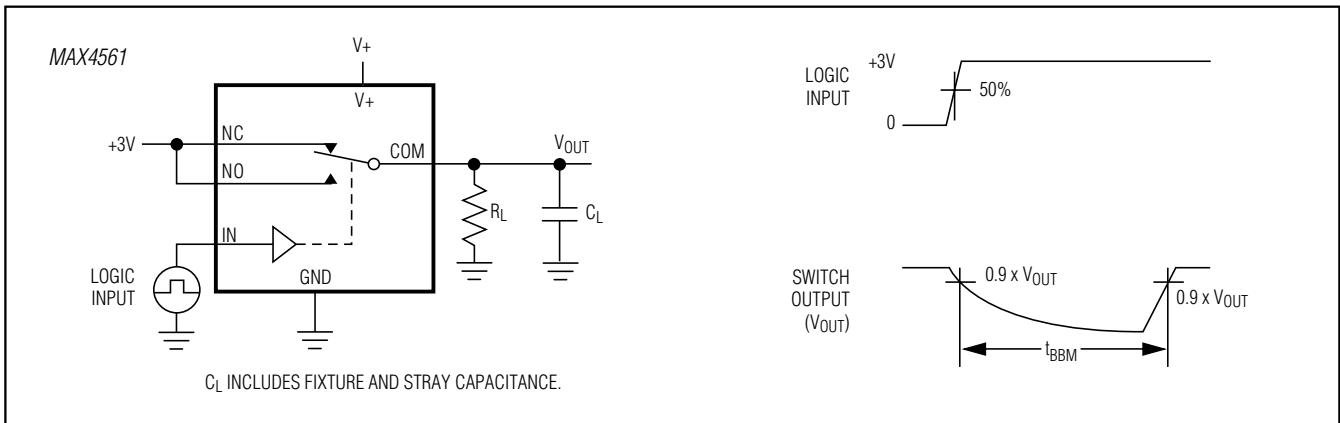 MAX4561
V+
V+
+3V
NC
NO
COM
VOUT
RL
CL
IN
LOGIC
INPUT
GND
CL INCLUDES FIXTURE AND STRAY CAPACITANCE.
LOGIC
INPUT
+3V
50%
0
SWITCH
OUTPUT
(VOUT)
0.9 x VOUT
0.9 x VOUT
tBBM